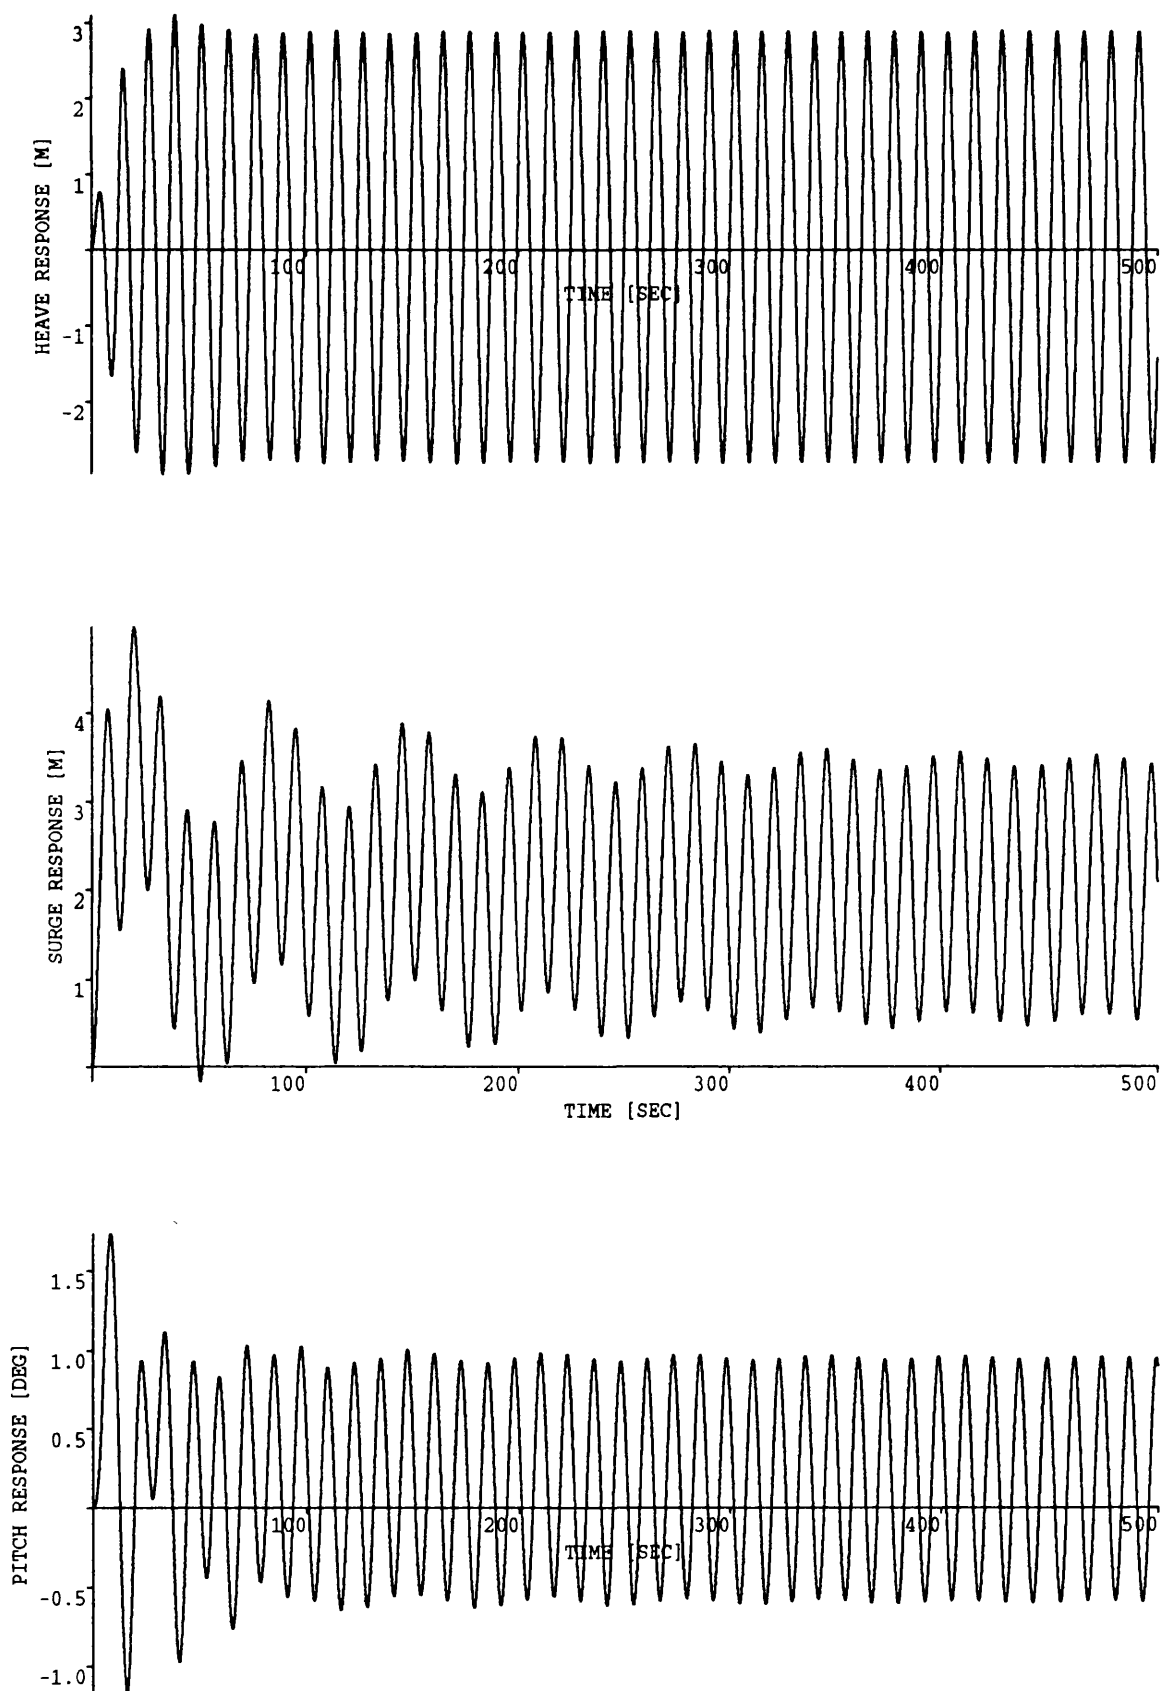 3
2
1
-1
-2
HEAVE RESPONSE [M]
100 200 300 400 500
TIME [SEC]
4
3
2
1
SURGE RESPONSE [M]
100 200 300 400 500
TIME [SEC]
1.5
1.0
0.5
-0.5
-1.0
PITCH RESPONSE [DEG]
100 200 300 400 500
TIME [SEC]